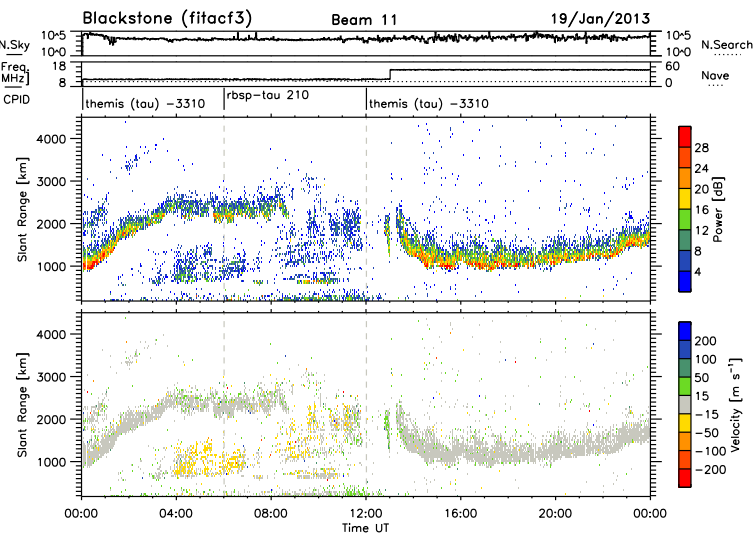 Blackstone (fitacf3) Beam 11 19/Jan/2013
N.Sky 10^5 10^0 10^5 10^0 N.Search
Freq. MHz] 18 8 60 0 Nave
CPID themis (tau) -3310 rbsp-tau 210 themis (tau) -3310
Slant Range [km] 4000 3000 2000 1000
28 24 20 16 12 8 4 Power [dB]
Slant Range [km] 4000 3000 2000 1000
200 100 50 15 -15 -50 -100 -200 Velocity [m s⁻¹]
00:00 04:00 08:00 12:00 16:00 20:00 00:00
Time UT